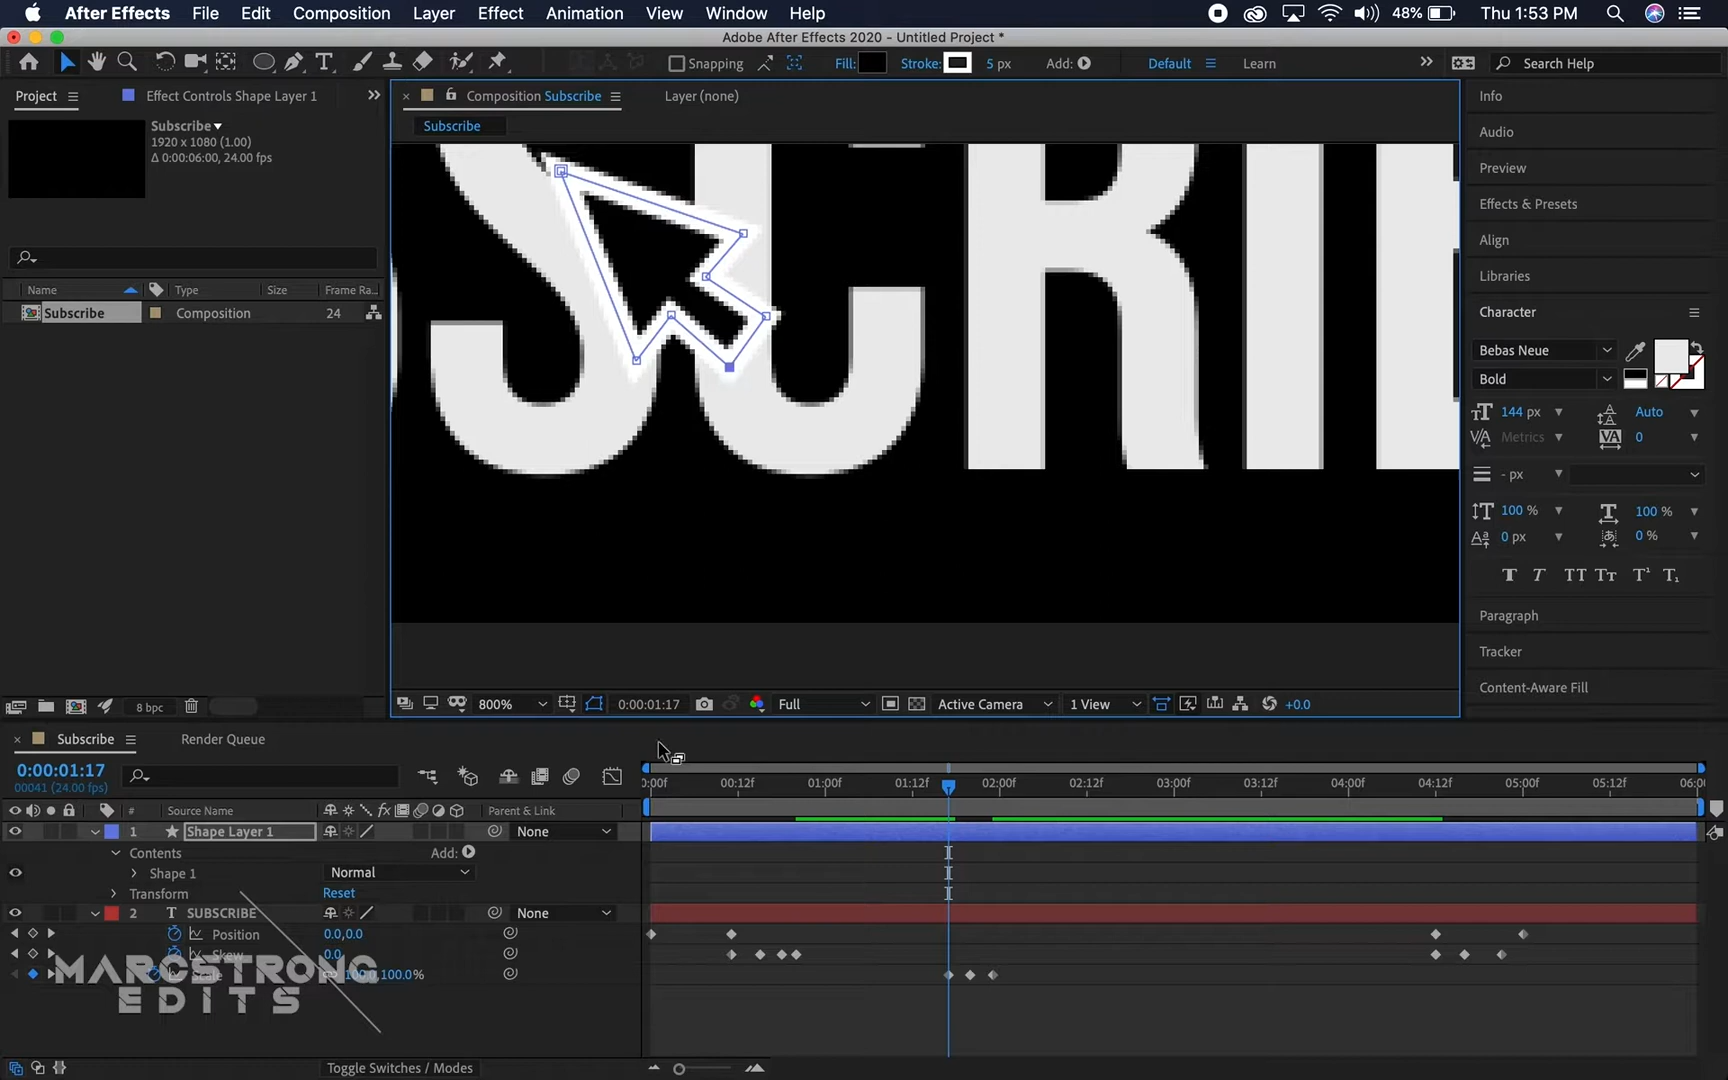 After Effects File Edit Composition Layer Effect Animation View Window Help 48% Thu 1:53 PM
Adobe After Effects 2020 - Untitled Project *
Snapping Fill: Stroke: 5 px Add: Default Learn Search Help
Project Effect Controls Shape Layer 1
Composition Subscribe Layer (none)
Subscribe
Subscribe
1920 x 1080 (1.00)
Δ 0:00:06:00, 24.00 fps
Name Type Size Frame Ra...
Subscribe Composition 24
SCRIB
8 bpc
800% 0:00:01:17 Full Active Camera 1 View +0.0
Info
Audio
Preview
Effects & Presets
Align
Libraries
Character
Bebas Neue
Bold
144 px Auto
Metrics 0
- px
100 % 100 %
0 px 0 %
T T TT Tt T¹ T₁
Paragraph
Tracker
Content-Aware Fill
Subscribe Render Queue
0:00:01:17
00041 (24.00 fps)
:00f 00:12f 01:00f 01:12f 02:00f 02:12f 03:00f 03:12f 04:00f 04:12f 05:00f 05:12f 06:00
# Source Name fx Parent & Link
1 Shape Layer 1 None
Contents Add:
Shape 1 Normal
Transform Reset
2 T SUBSCRIBE None
Position 0.0,0.0
Skew 0.0
Scale 100.0,100.0%
MARCSTRONG
EDITS
Toggle Switches / Modes